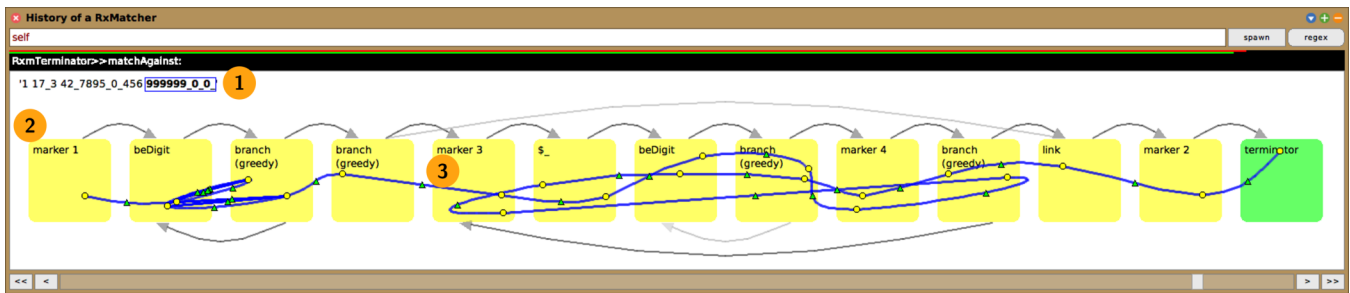 History of a RxMatcher
self
spawn
regex
RxmTerminator>>matchAgainst:
'1 17_3 42_7895_0_456 999999_0_0_'
1
2
marker 1
beDigit
branch
(greedy)
branch
(greedy)
marker 3
$_
beDigit
branch
(greedy)
marker 4
branch
(greedy)
link
marker 2
terminator
3
<<
<
>
>>